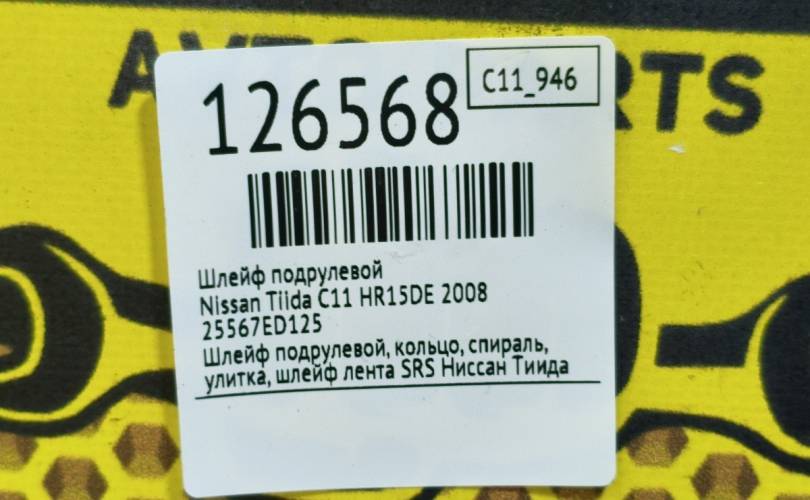 126568
C11_946
RTS
Шлейф подрулевой
Nissan Tiida C11 HR15DE 2008
25567ED125
Шлейф подрулевой, кольцо, спираль,
улитка, шлейф лента SRS Ниссан Тиида